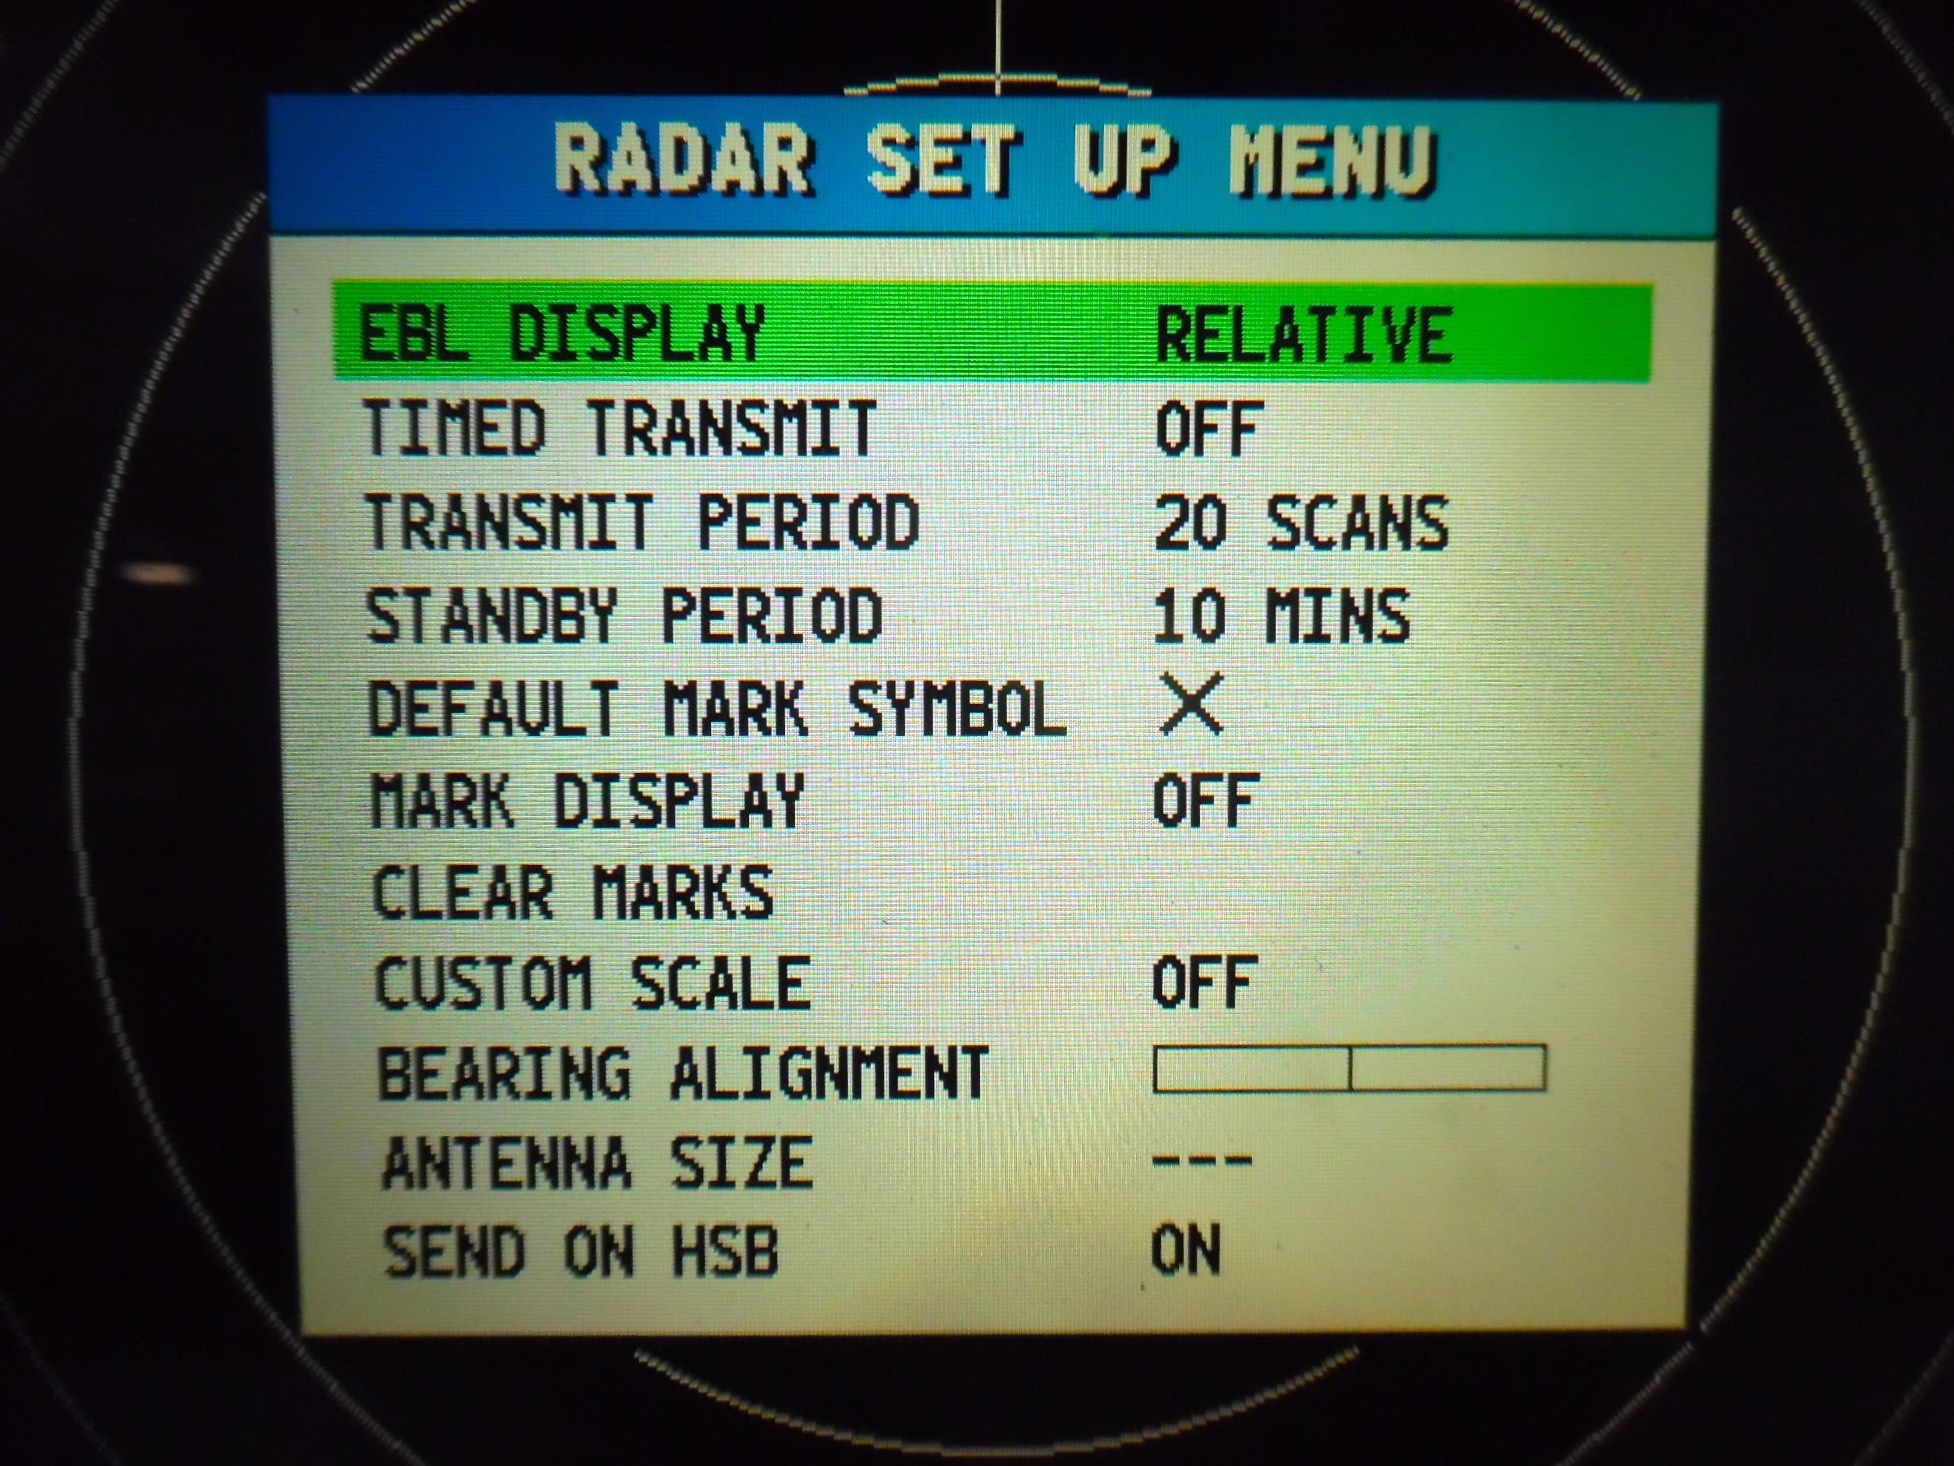 RADAR SET UP MENU
EBL DISPLAY RELATIVE
TIMED TRANSMIT OFF
TRANSMIT PERIOD 20 SCANS
STANDBY PERIOD 10 MINS
DEFAULT MARK SYMBOL X
MARK DISPLAY OFF
CLEAR MARKS
CUSTOM SCALE OFF
BEARING ALIGNMENT
ANTENNA SIZE ---
SEND ON HSB ON